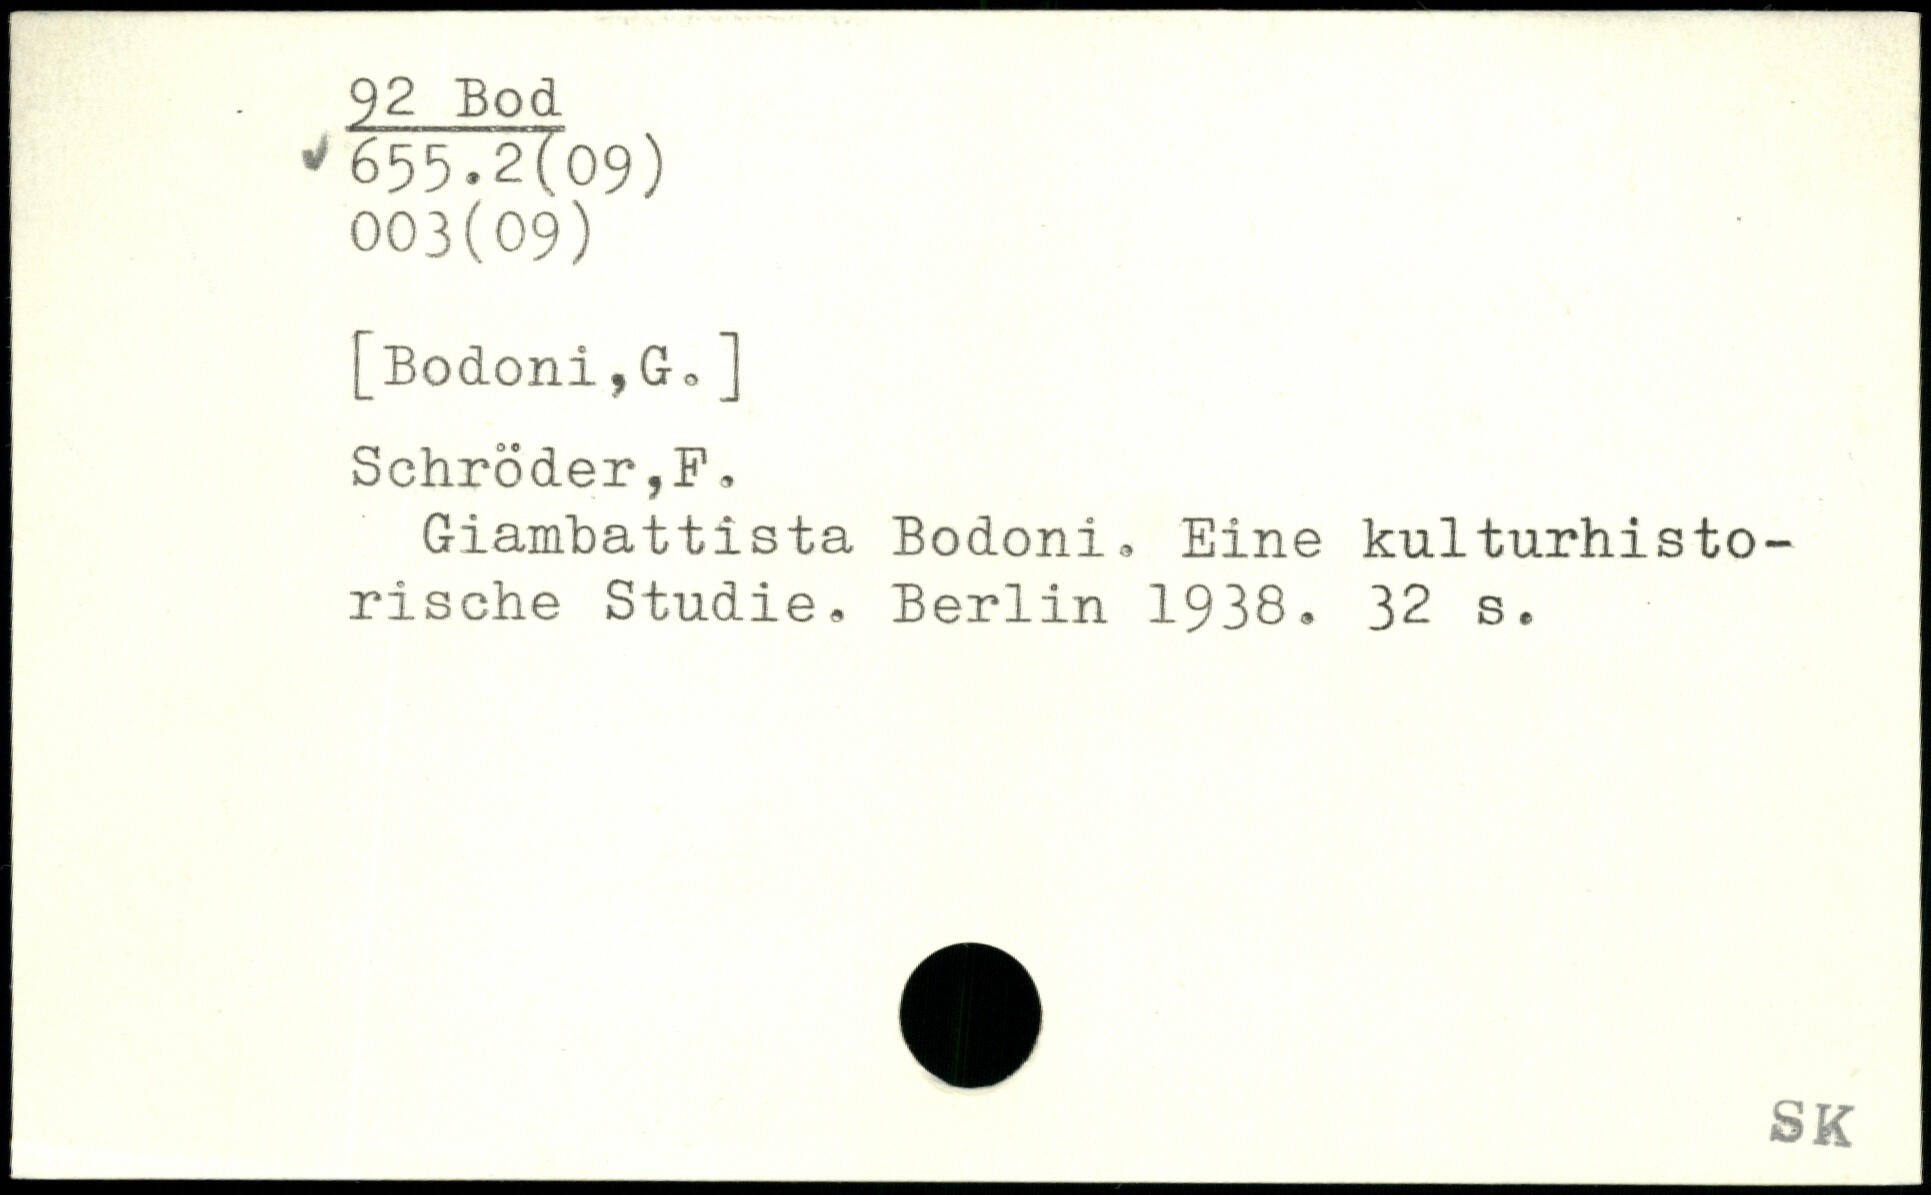 92 Bod
✓ 655.2(09)
003(09)
[Bodoni,G.]
Schröder,F.
Giambattista Bodoni. Eine kulturhisto-
rische Studie. Berlin 1938. 32 s.
SK